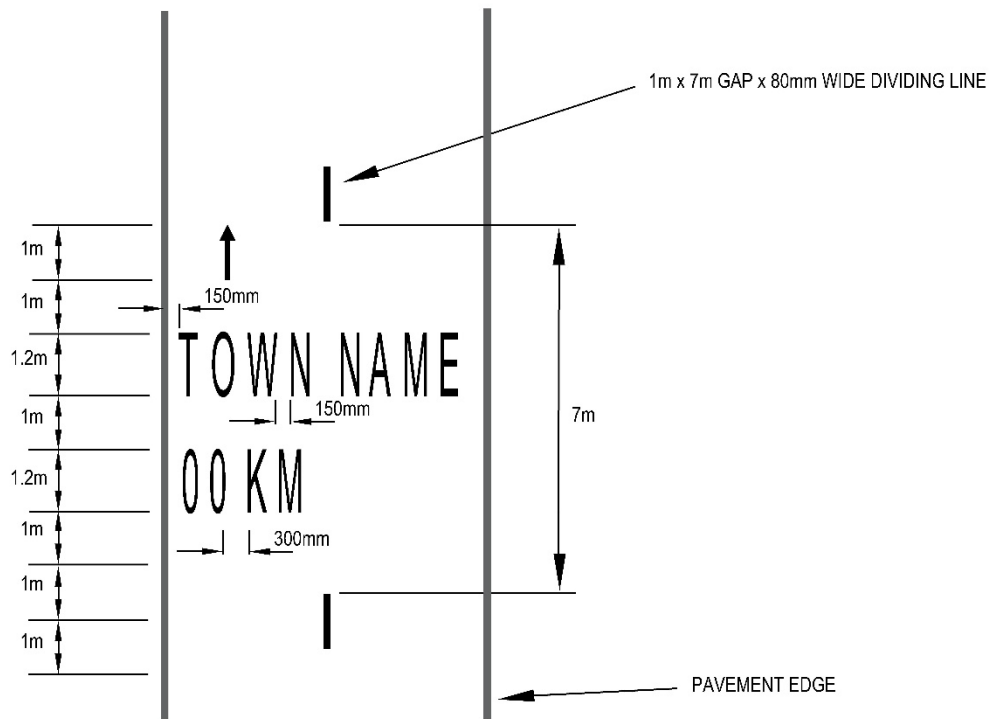 1m x 7m GAP x 80mm WIDE DIVIDING LINE
1m
1m
150mm
1.2m
TOWN NAME
1m
150mm
7m
1.2m
00 KM
1m
300mm
1m
1m
PAVEMENT EDGE